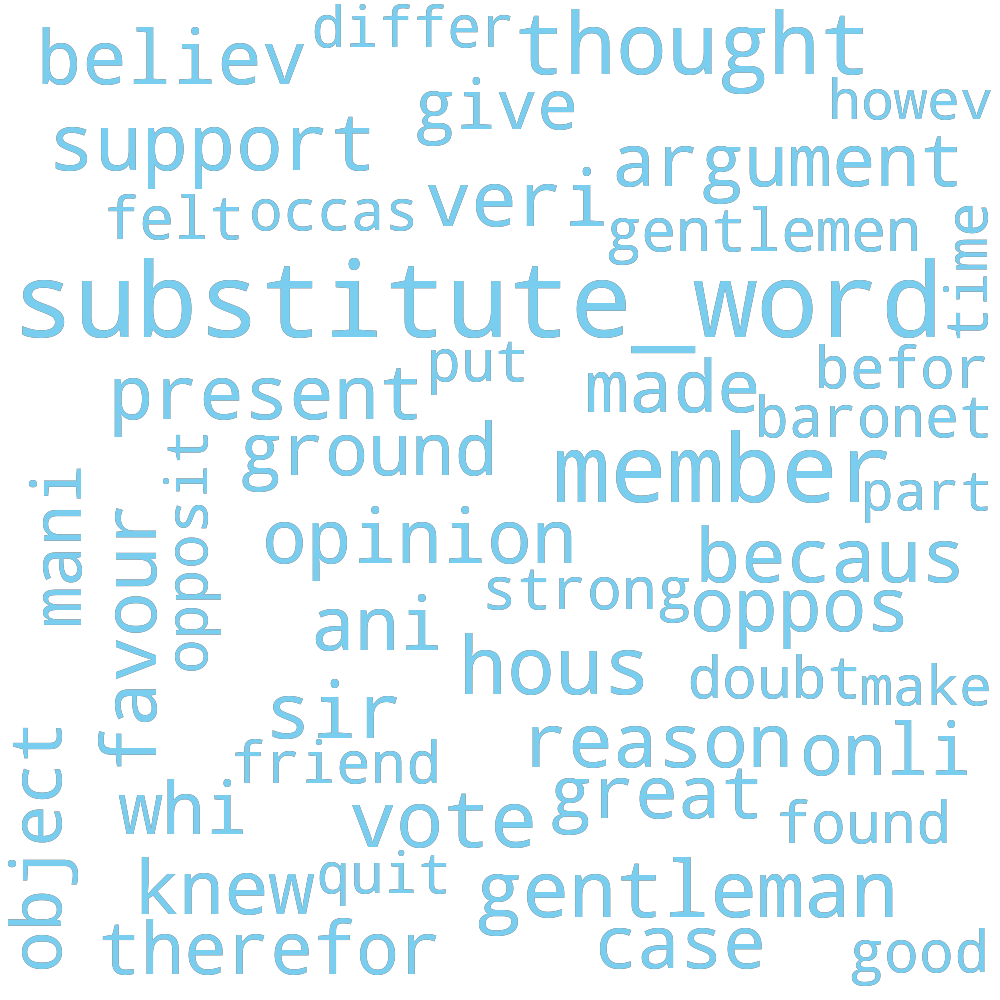 differ
thought
believ
give
howev
support
argument
veri
felt
occas
gentlemen
time
substitute_word
put
befor
present
made
baronet
ground
member
part
opposit
mani
favour
opinion
becaus
strong
oppos
ani
hous
doubt
make
sir
reason
onli
friend
object
whi
vote
great
found
knew
quit
gentleman
therefor
case
good